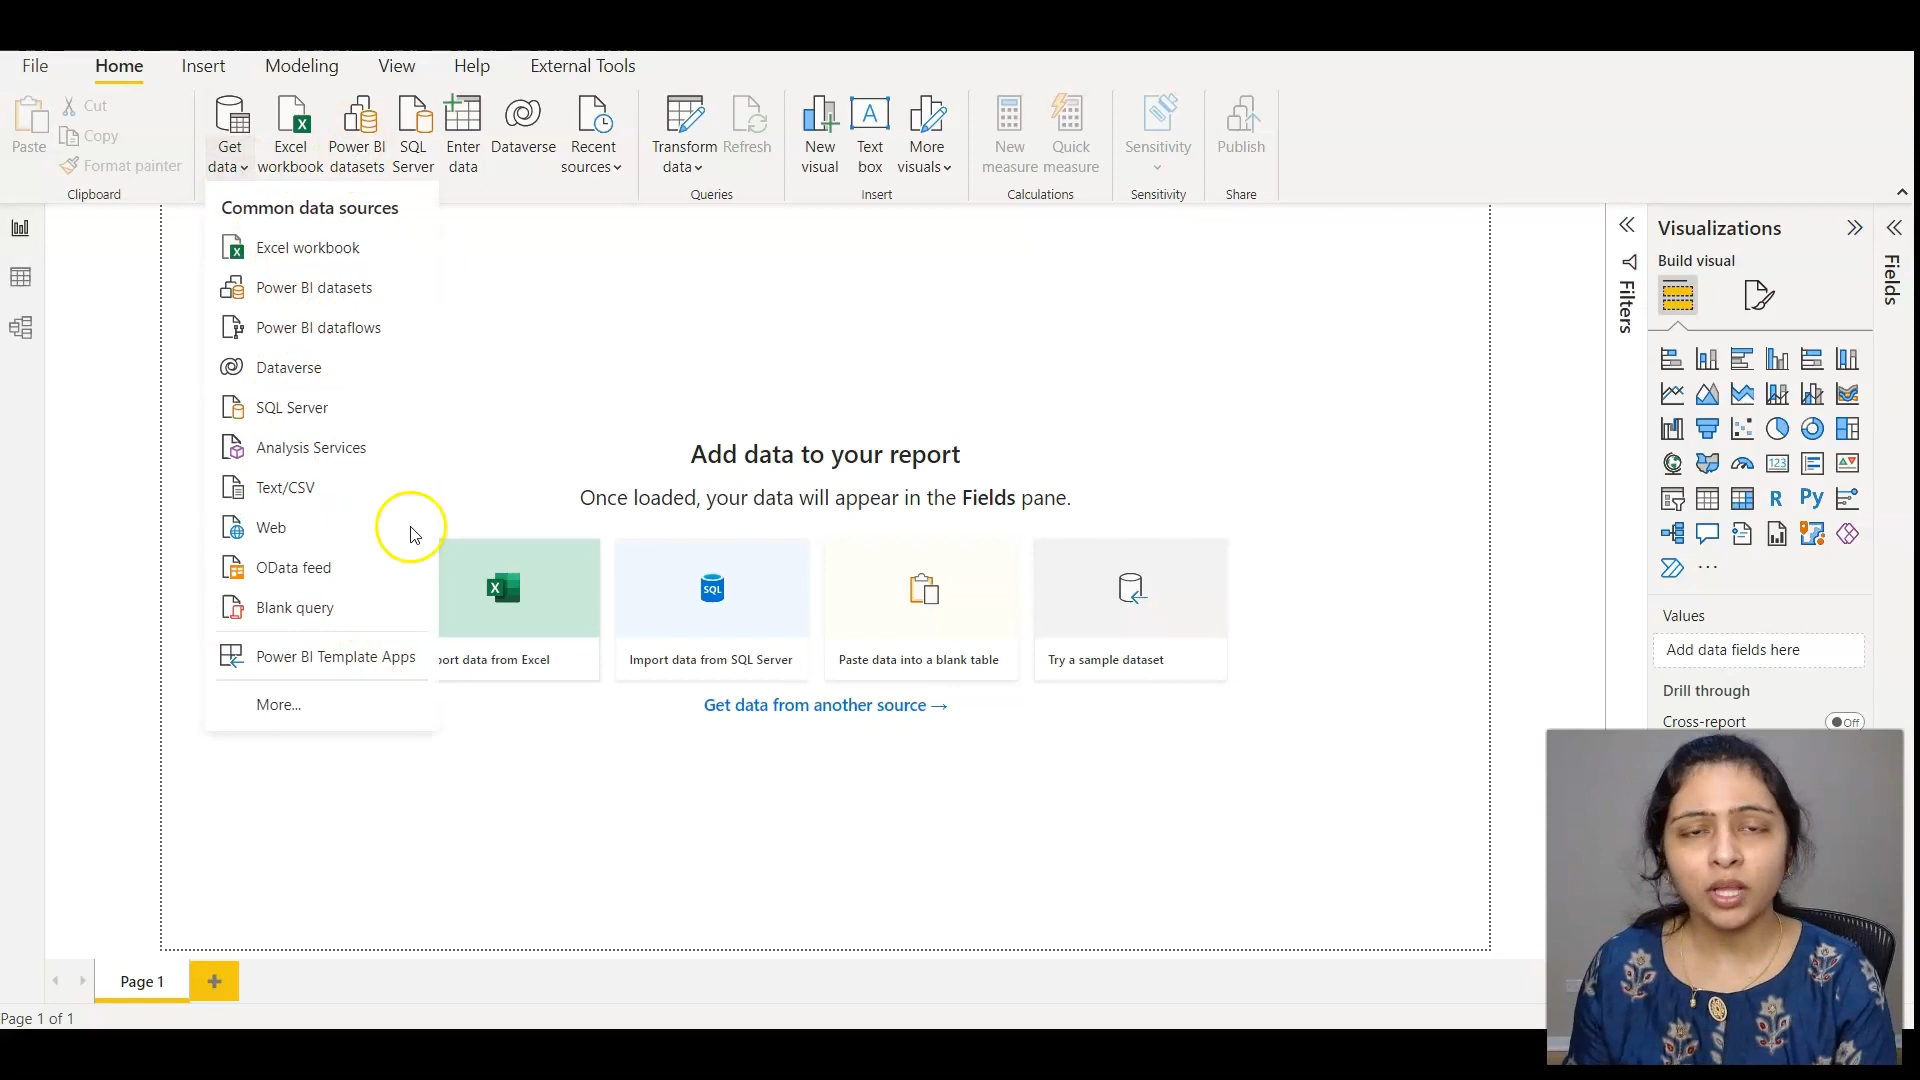 File Home Insert Modeling View Help External Tools
Paste
Cut
Copy
Format painter
Clipboard
Get data
Excel workbook
Power BI datasets
SQL Server
Enter data
Dataverse
Recent sources
Transform data
Refresh
Queries
New visual
Text box
More visuals
Insert
New measure
Quick measure
Calculations
Sensitivity
Sensitivity
Publish
Share
Common data sources
Excel workbook
Power BI datasets
Power BI dataflows
Dataverse
SQL Server
Analysis Services
Text/CSV
Web
OData feed
Blank query
Power BI Template Apps
More...
Add data to your report
Once loaded, your data will appear in the Fields pane.
SQL
port data from Excel
Import data from SQL Server
Paste data into a blank table
Try a sample dataset
Get data from another source →
Filters
Visualizations
Build visual
123
R
Py
...
Values
Add data fields here
Drill through
Cross-report
Off
Fields
Page 1
Page 1 of 1